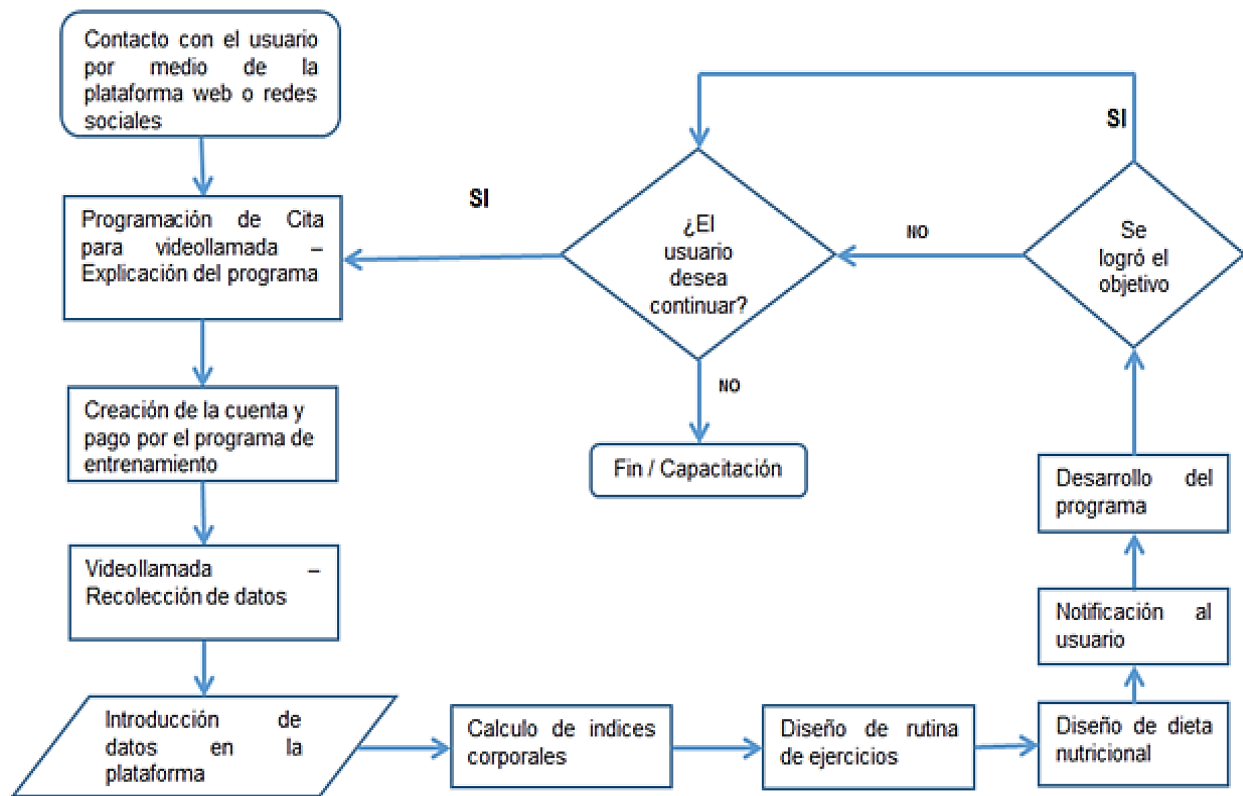 Contacto con el usuario
por medio de la
plataforma web o redes
sociales
Programación de Cita
para videollamada –
Explicación del programa
Creación de la cuenta y
pago por el programa de
entrenamiento
Videollamada –
Recolección de datos
Introducción de
datos en la
plataforma
Calculo de indices
corporales
Diseño de rutina
de ejercicios
Diseño de dieta
nutricional
Notificación al
usuario
Desarrollo del
programa
Se
logró el
objetivo
SI
NO
¿El
usuario
desea
continuar?
SI
NO
Fin / Capacitación